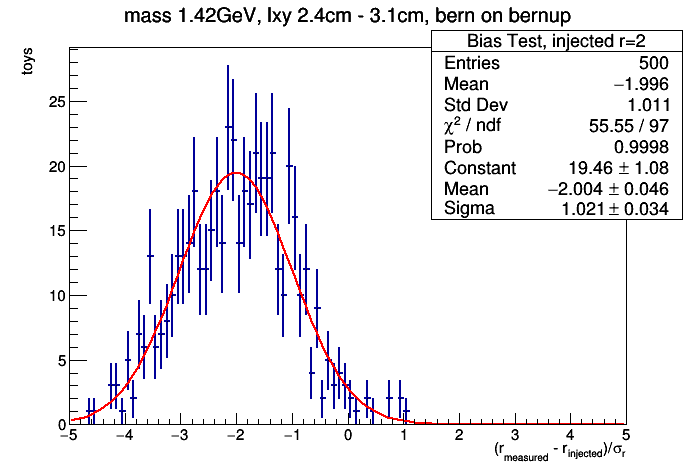 mass 1.42GeV, lxy 2.4cm - 3.1cm, bern on bernup
Bias Test, injected r=2
Entries 500
Mean −1.996
Std Dev 1.011
χ² / ndf 55.55 / 97
Prob 0.9998
Constant 19.46 ± 1.08
Mean −2.004 ± 0.046
Sigma 1.021 ± 0.034
toys
25
20
15
10
5
0
−5 −4 −3 −2 −1 0 1 2 3 4 5
(r_measured - r_injected)/σ_r